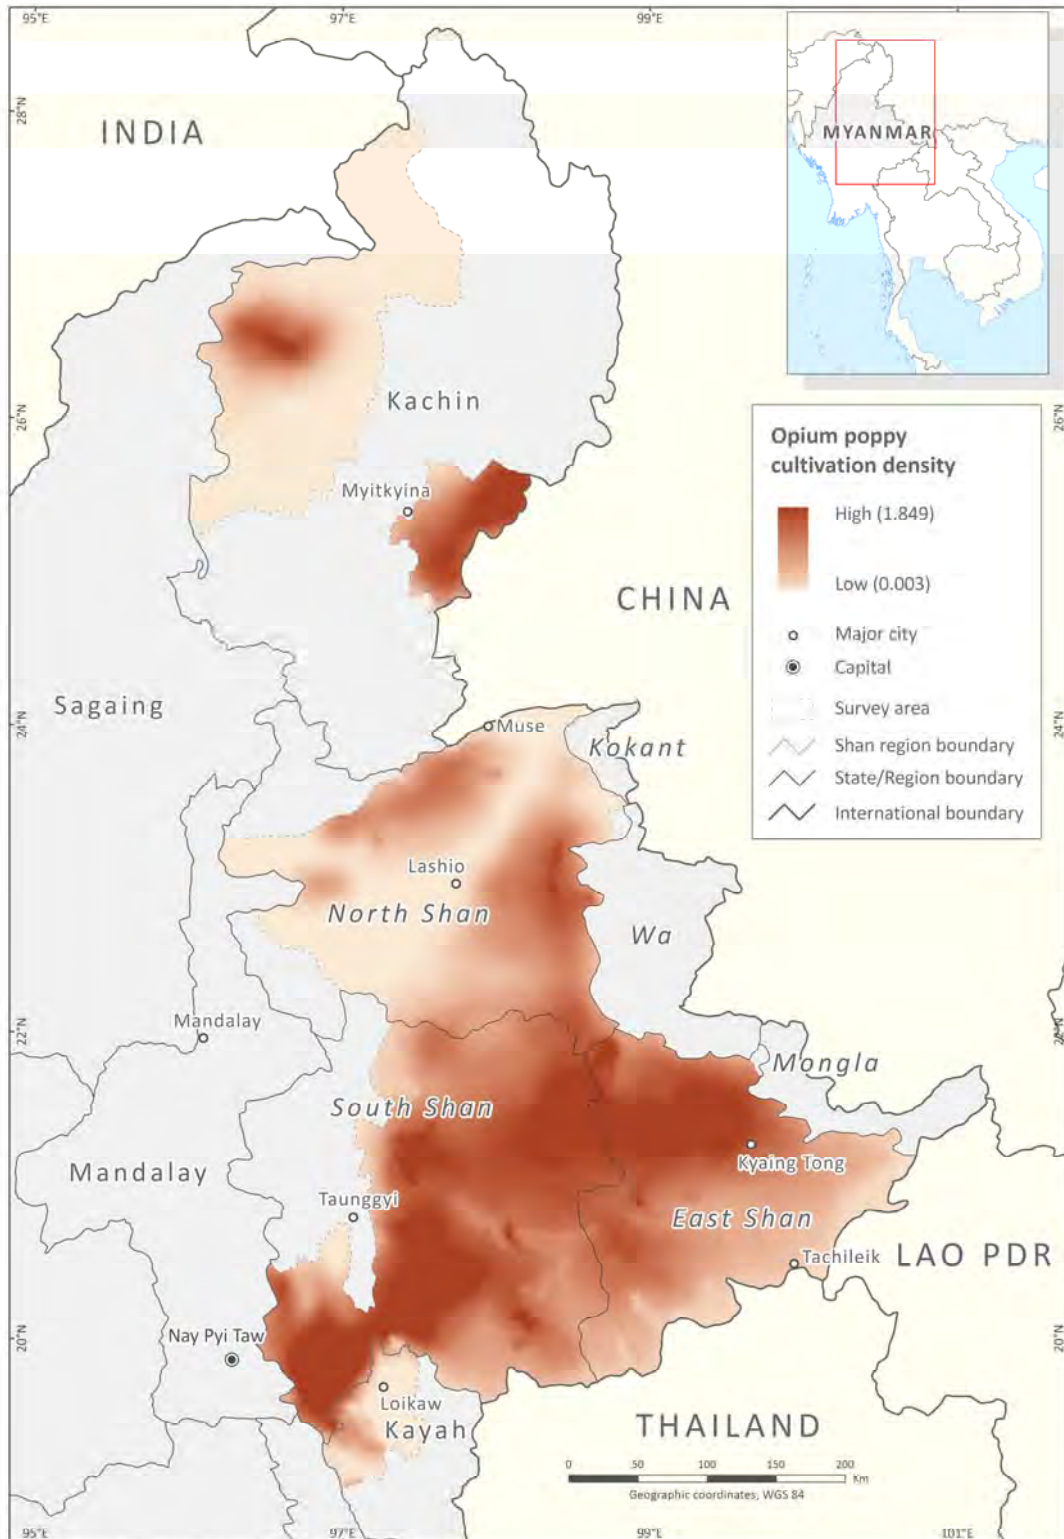 95°E
97°E
99°E
28°N
INDIA
MYANMAR
Kachin
26°N
26°N
Opium poppy
cultivation density
High (1.849)
Low (0.003)
Major city
Capital
Survey area
Shan region boundary
State/Region boundary
International boundary
Myitkyina
CHINA
Sagaing
24°N
24°N
Muse
Kokant
Lashio
North Shan
Wa
22°N
Mandalay
Mongla
South Shan
Mandalay
Kyaing Tong
Taunggyi
East Shan
Tachileik
LAO PDR
20°N
20°N
Nay Pyi Taw
Loikaw
Kayah
THAILAND
0 50 100 150 200
Km
Geographic coordinates, WGS 84
95°E
97°E
99°E
101°E